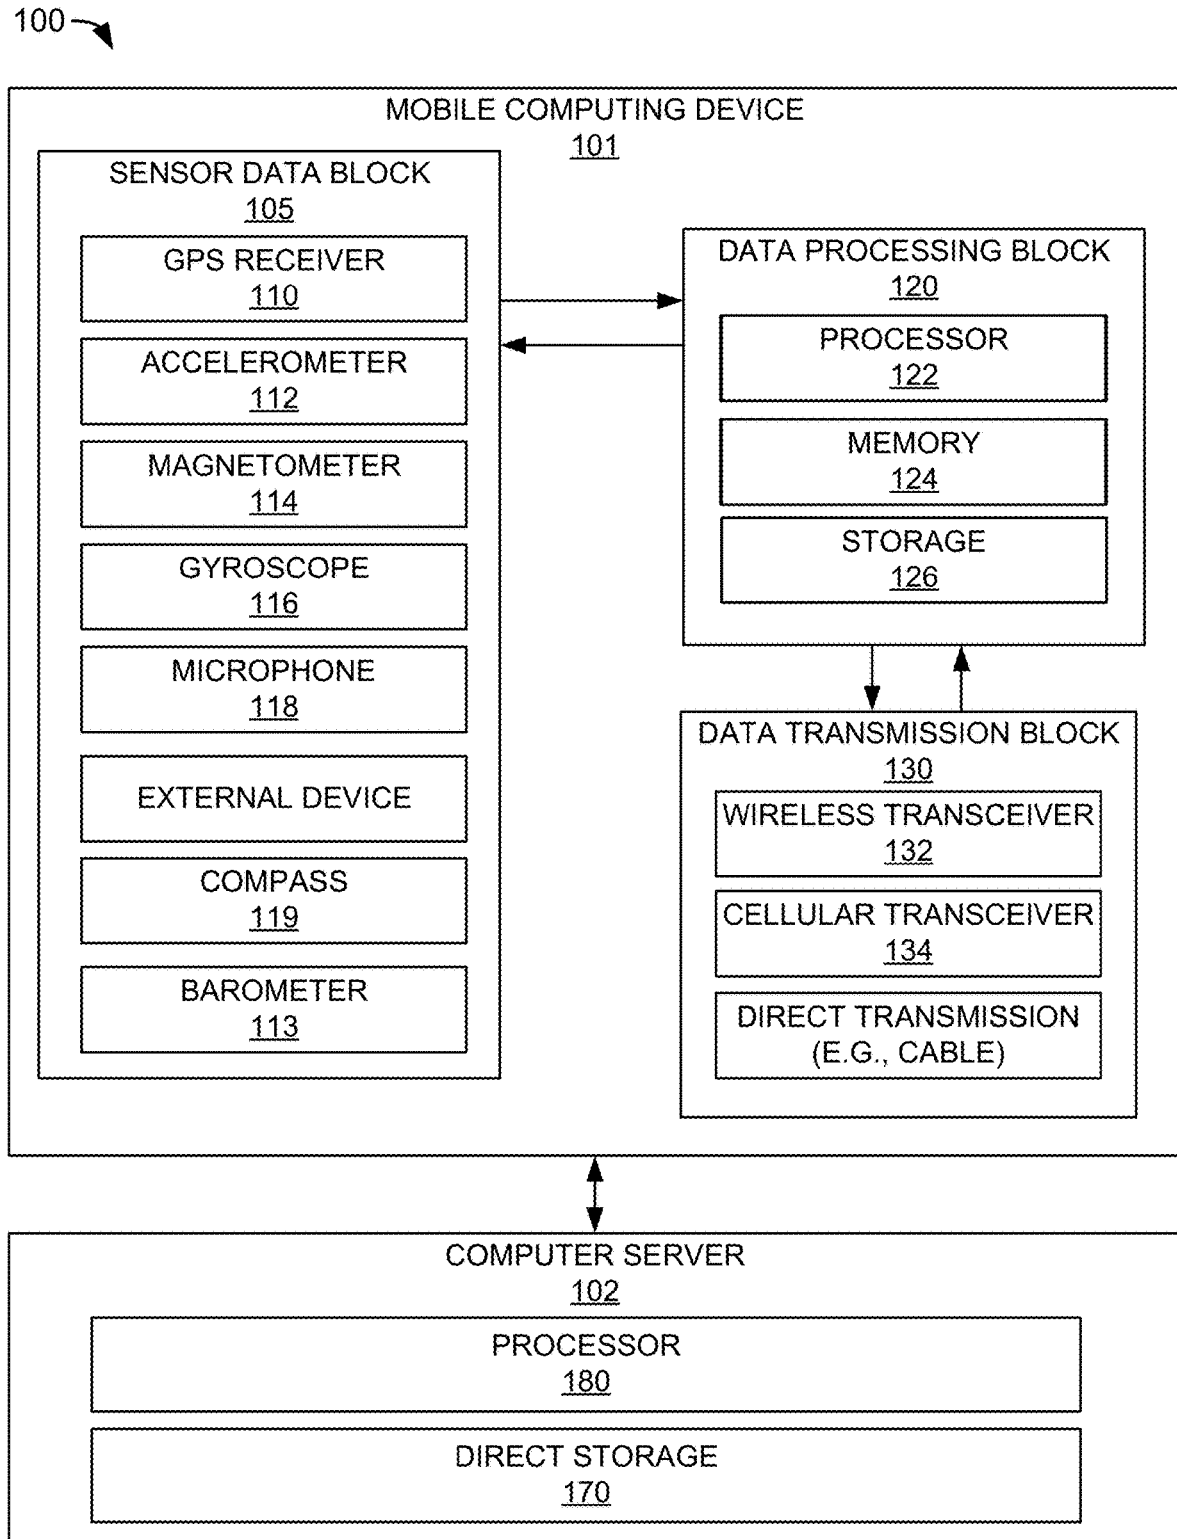 100
MOBILE COMPUTING DEVICE
101
SENSOR DATA BLOCK
105
GPS RECEIVER
110
ACCELEROMETER
112
MAGNETOMETER
114
GYROSCOPE
116
MICROPHONE
118
EXTERNAL DEVICE
COMPASS
119
BAROMETER
113
DATA PROCESSING BLOCK
120
PROCESSOR
122
MEMORY
124
STORAGE
126
DATA TRANSMISSION BLOCK
130
WIRELESS TRANSCEIVER
132
CELLULAR TRANSCEIVER
134
DIRECT TRANSMISSION
(E.G., CABLE)
COMPUTER SERVER
102
PROCESSOR
180
DIRECT STORAGE
170